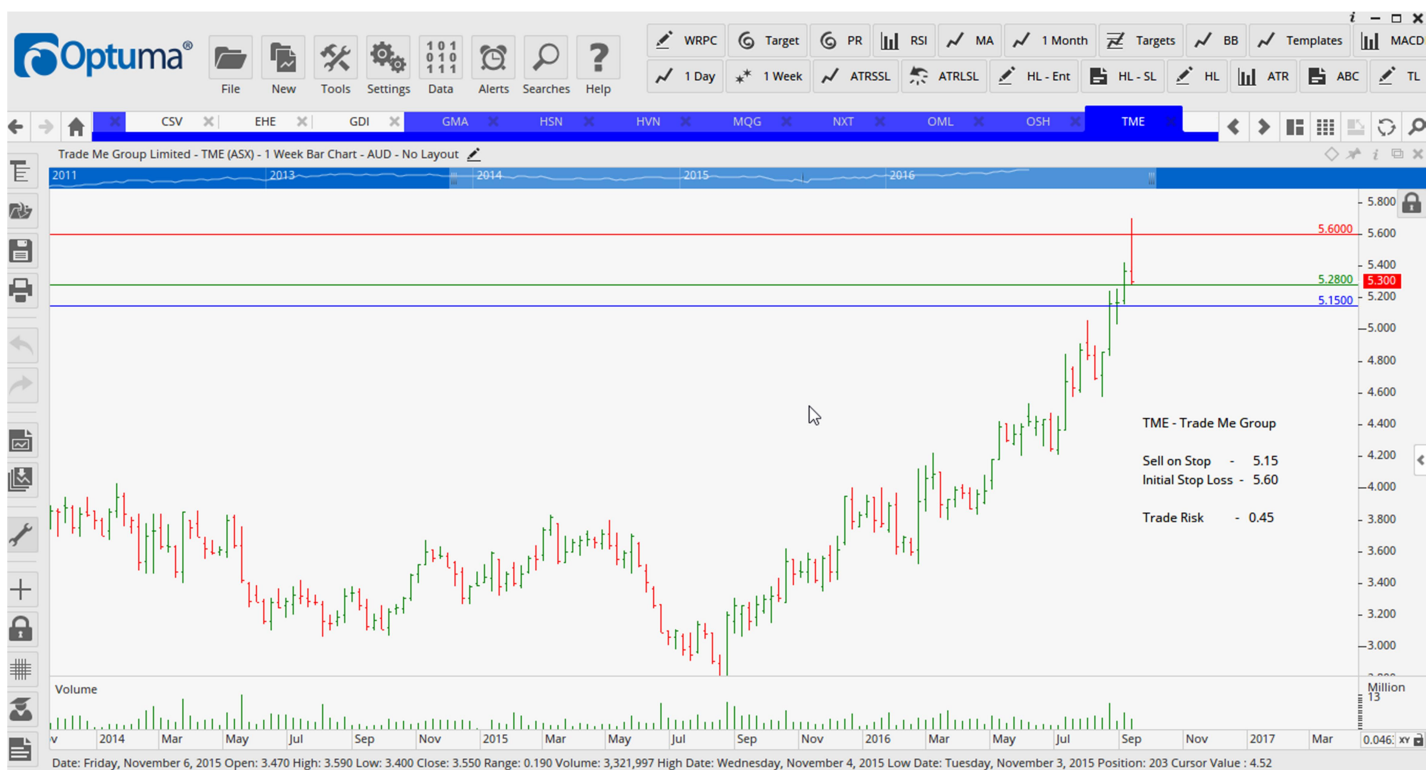 Optuma®
File
New
Tools
Settings
Data
Alerts
Searches
Help
WRPC
Target
PR
RSI
MA
1 Month
Targets
BB
Templates
MACD
1 Day
1 Week
ATRSSL
ATRLSL
HL - Ent
HL - SL
HL
ATR
ABC
TL
CSV
EHE
GDI
GMA
HSN
HVN
MQG
NXT
OML
OSH
TME
Trade Me Group Limited - TME (ASX) - 1 Week Bar Chart - AUD - No Layout
2011
2013
2014
2015
2016
5.800
5.6000
5.600
5.400
5.2800
5.300
5.1500
5.200
5.000
4.800
4.600
4.400
4.200
4.000
3.800
3.600
3.400
3.200
3.000
TME - Trade Me Group
Sell on Stop - 5.15
Initial Stop Loss - 5.60
Trade Risk - 0.45
Volume
Million
13
2014 Mar May Jul Sep Nov 2015 Mar May Jul Sep Nov 2016 Mar May Jul Sep Nov 2017 Mar
XY
Date: Friday, November 6, 2015 Open: 3.470 High: 3.590 Low: 3.400 Close: 3.550 Range: 0.190 Volume: 3,321,997 High Date: Wednesday, November 4, 2015 Low Date: Tuesday, November 3, 2015 Position: 203 Cursor Value : 4.52